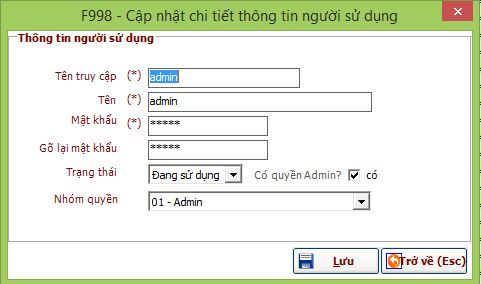 F998 - Cập nhật chi tiết thông tin người sử dụng
Thông tin người sử dụng
Tên truy cập (*) admin
Tên (*) admin
Mật khẩu (*) *****
Gõ lại mật khẩu *****
Trạng thái Đang sử dụng Có quyền Admin? có
Nhóm quyền 01 - Admin
Lưu Trở về (Esc)